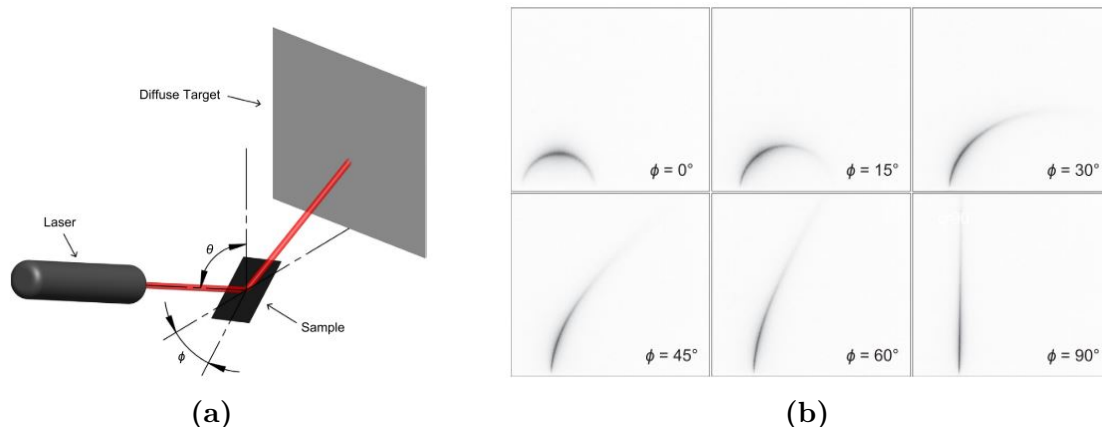 Diffuse Target
Laser
θ
Sample
ϕ
(a)
ϕ = 0°
ϕ = 15°
ϕ = 30°
ϕ = 45°
ϕ = 60°
ϕ = 90°
(b)